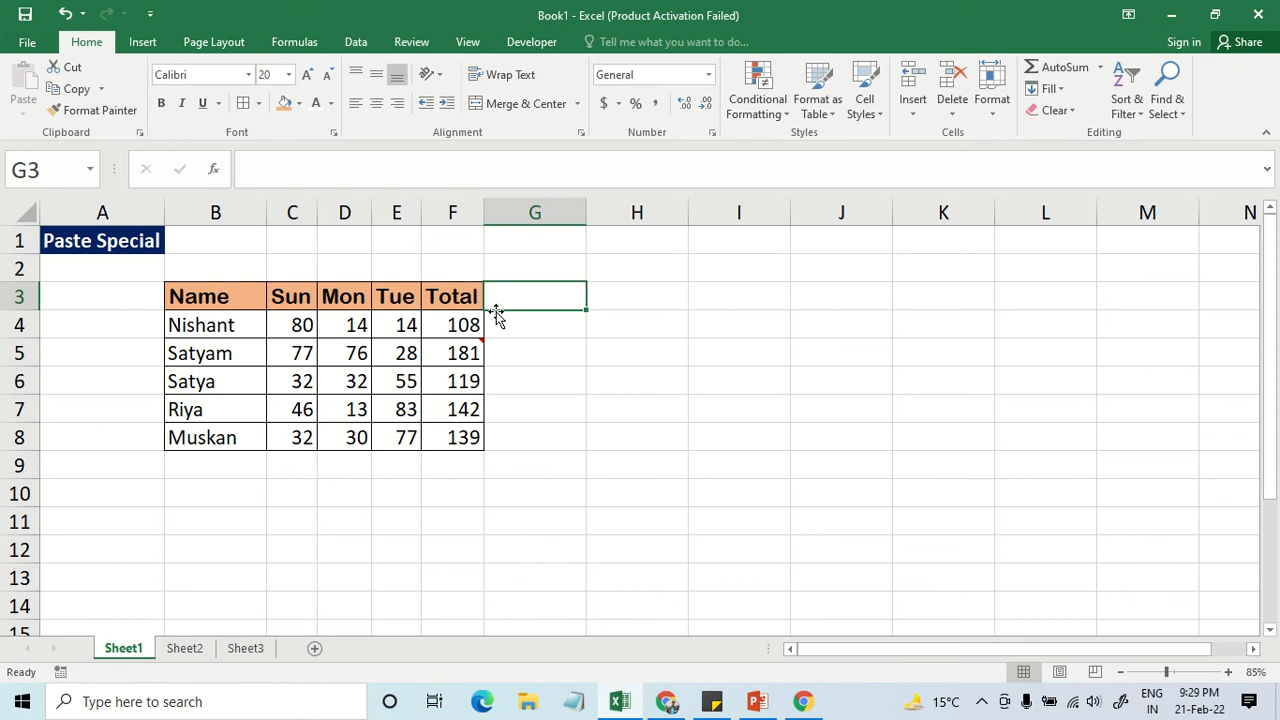 Book1 - Excel (Product Activation Failed)
File Home Insert Page Layout Formulas Data Review View Developer Tell me what you want to do... Sign in Share
Paste Cut Copy Format Painter Clipboard
Calibri 20 A A B I U A Font
Wrap Text Merge & Center Alignment
General $ % , Number
Conditional Formatting Format as Table Cell Styles Styles
Insert Delete Format Cells
AutoSum Fill Clear Sort & Filter Find & Select Editing
G3 fx
A B C D E F G H I J K L M N
1 Paste Special
2
3 Name Sun Mon Tue Total
4 Nishant 80 14 14 108
5 Satyam 77 76 28 181
6 Satya 32 32 55 119
7 Riya 46 13 83 142
8 Muskan 32 30 77 139
9
10
11
12
13
14
15
Sheet1 Sheet2 Sheet3
Ready 85%
Type here to search 15°C ENG IN 9:29 PM 21-Feb-22